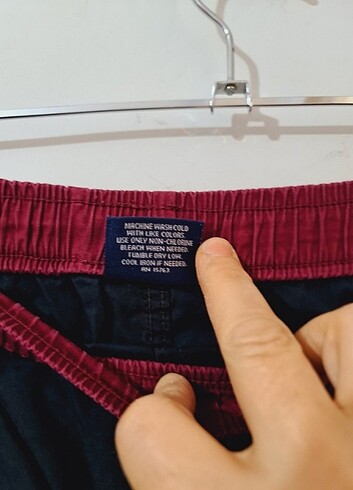 MACHINE WASH COLD
WITH LIKE COLORS.
USE ONLY NON-CHLORINE
BLEACH WHEN NEEDED.
TUMBLE DRY LOW.
COOL IRON IF NEEDED.
RN 15763